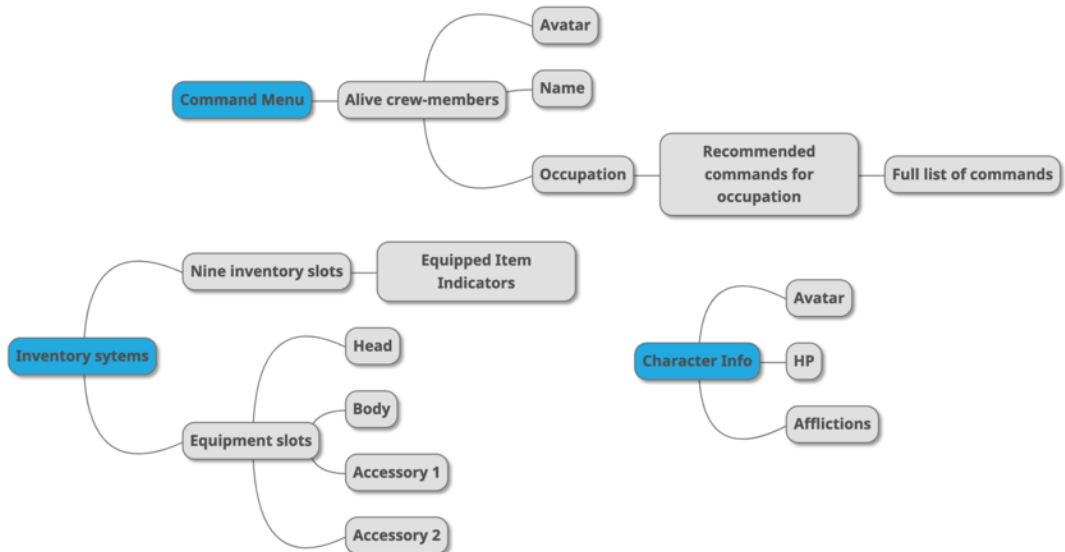 Avatar
Command Menu
Alive crew-members
Name
Occupation
Recommended
commands for
occupation
Full list of commands
Inventory sytems
Nine inventory slots
Equipped Item
Indicators
Equipment slots
Head
Body
Accessory 1
Accessory 2
Character Info
Avatar
HP
Afflictions